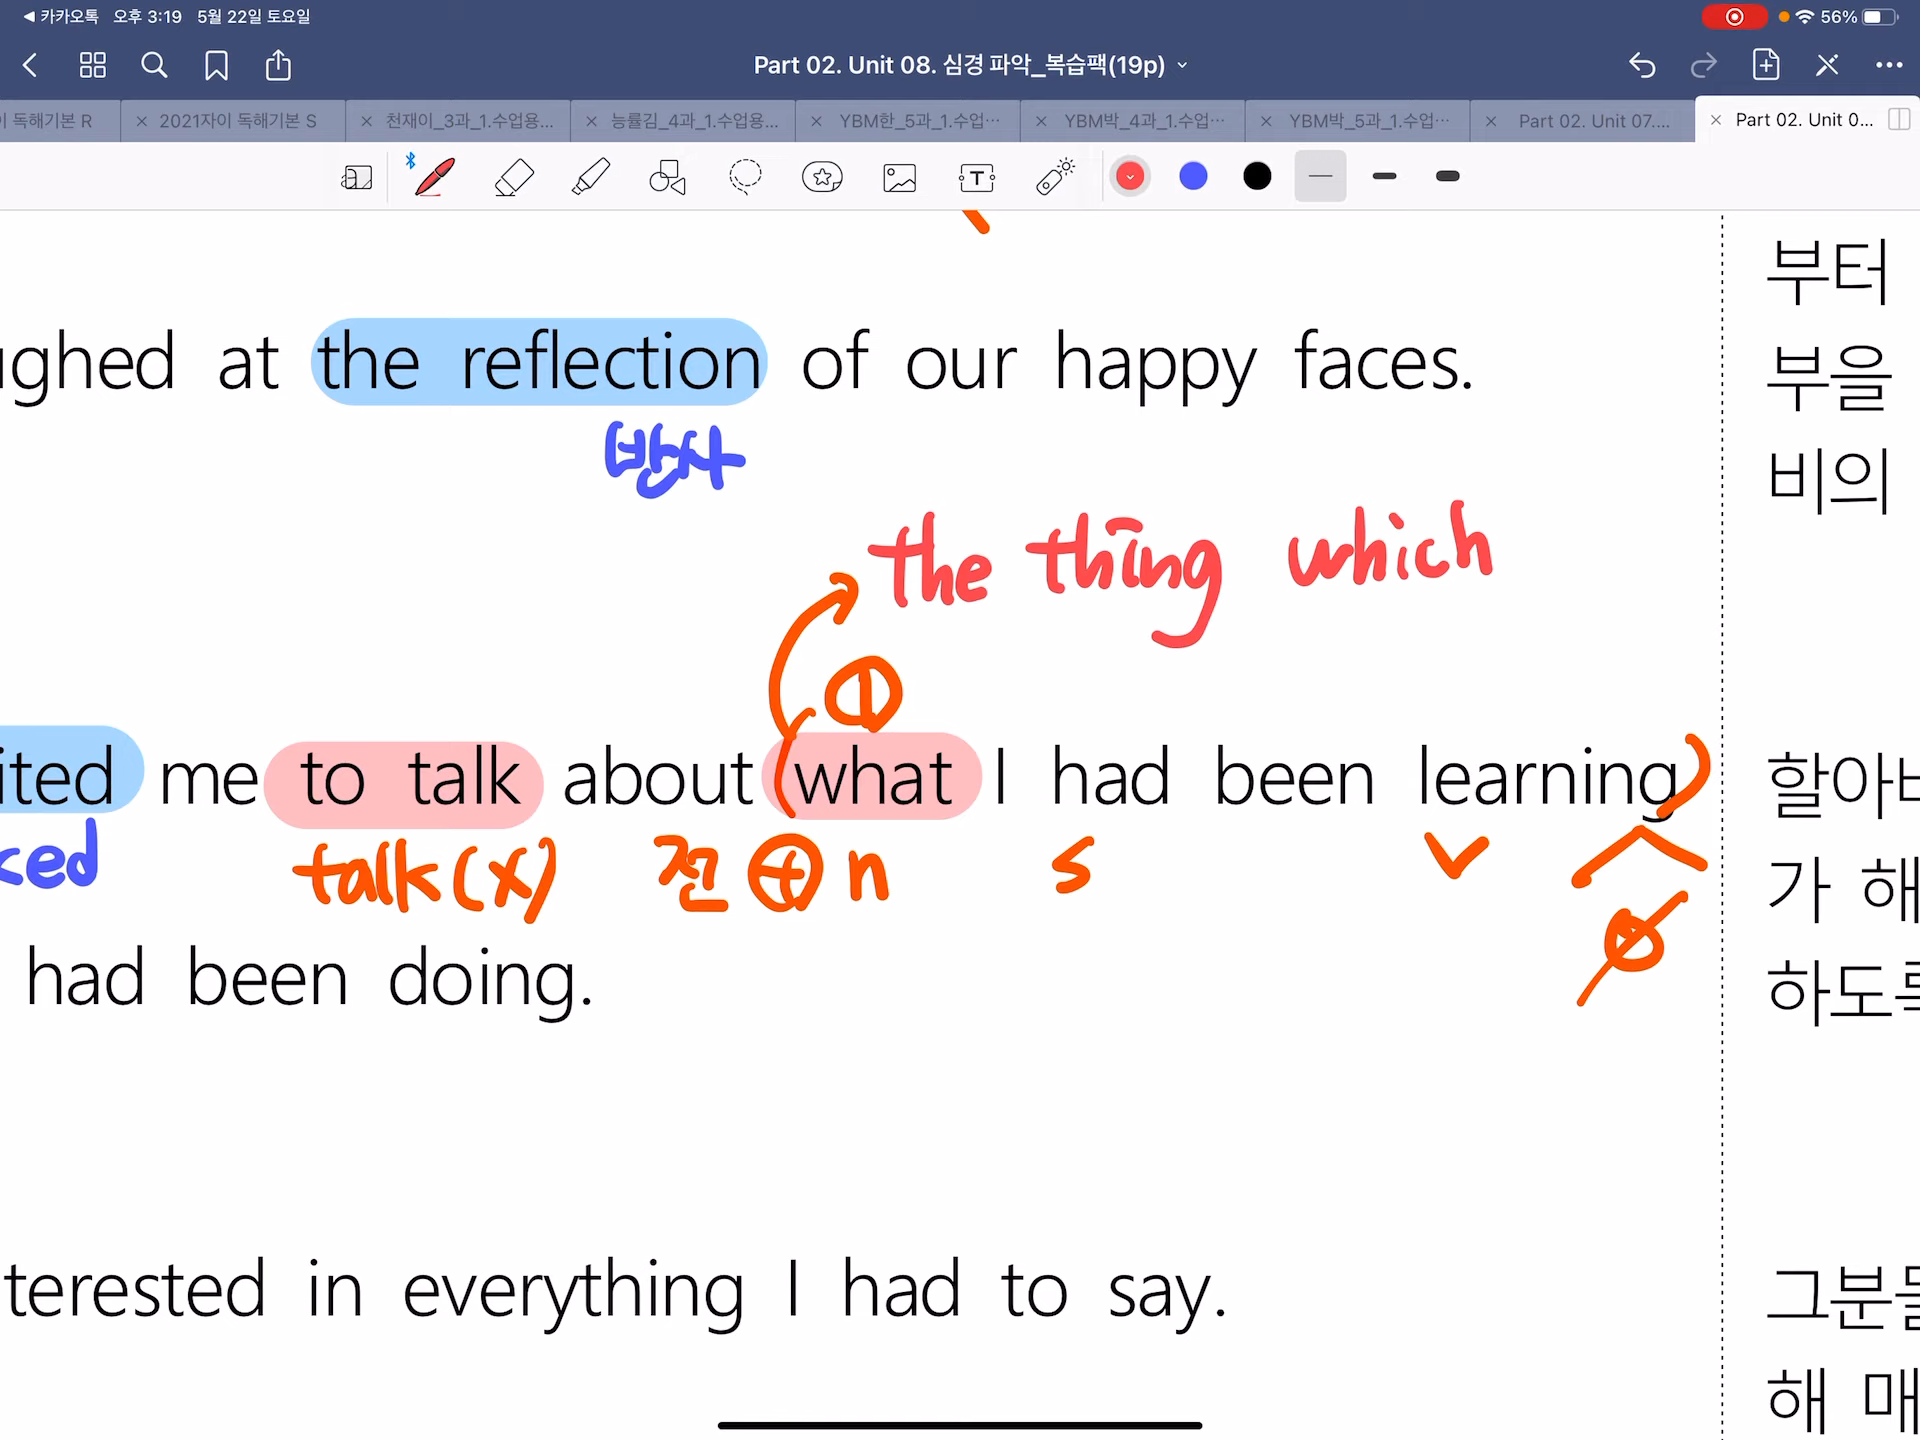 ◀ 카카오톡 오후 3:19 5월 22일 토요일 56%
Part 02. Unit 08. 심경 파악_복습팩(19p)
이 독해기본 R × 2021자이 독해기본 S × 천재이_3과_1.수업용... × 능률김_4과_1.수업용... × YBM한_5과_1.수업... × YBM박_4과_1.수업... × YBM박_5과_1.수업... × Part 02. Unit 07.... × Part 02. Unit 0...
부터
ughed at the reflection of our happy faces.
부을
반사
비의
the thing which
①
ited me to talk about (what I had been learning)
할아버
ked talk(x) 전 ⊕ n s v
가 해
had been doing.
하도록
terested in everything I had to say.
그분들
해 매